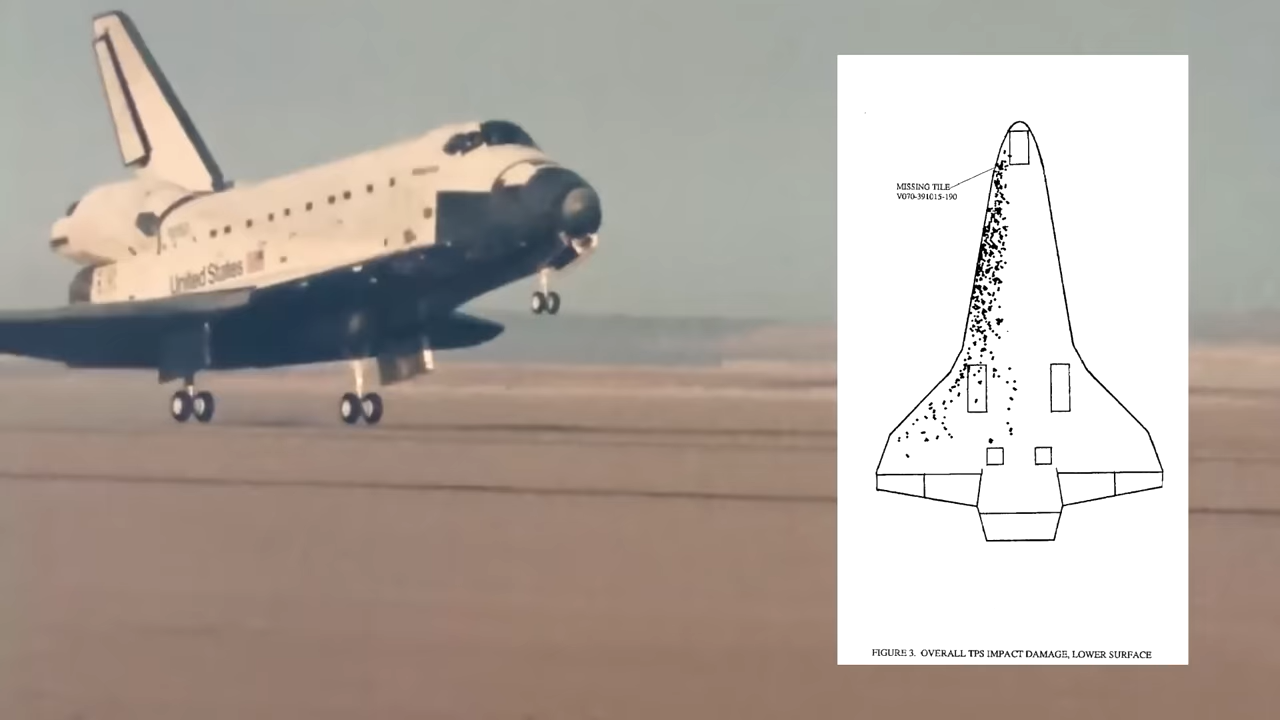 United States
MISSING TILE
V070-391015-190
FIGURE 3. OVERALL TPS IMPACT DAMAGE, LOWER SURFACE